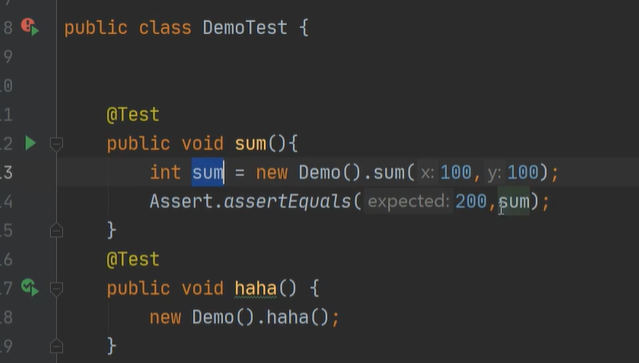 8 public class DemoTest {
9
10
11 @Test
12 public void sum(){
13 int sum = new Demo().sum( x: 100, y: 100);
14 Assert.assertEquals( expected: 200,sum);
15 }
16 @Test
17 public void haha() {
18 new Demo().haha();
19 }